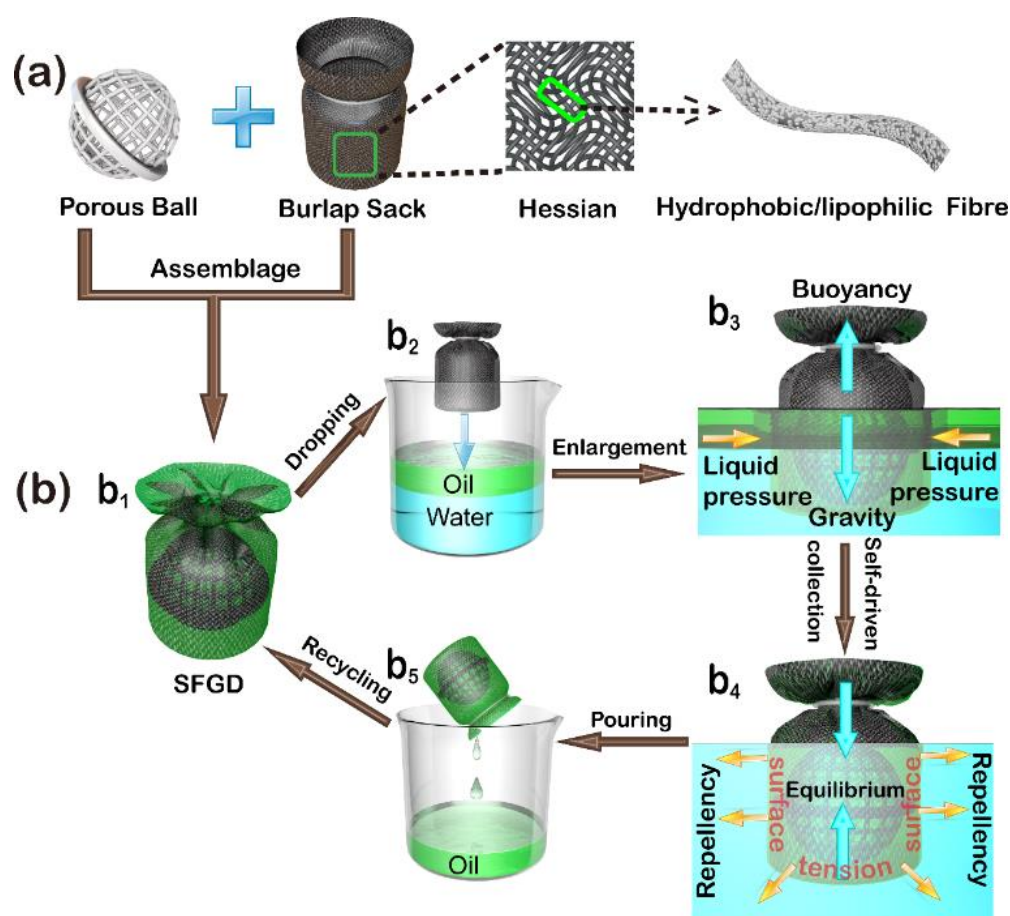 (a)
Porous Ball
Burlap Sack
Hessian
Hydrophobic/lipophilic Fibre
Assemblage
(b)
b1
SFGD
Dropping
b2
Oil
Water
Enlargement
b3
Buoyancy
Liquid
pressure
Liquid
pressure
Gravity
Self-driven
collection
b4
Repellency
surface
Equilibrium
surface
Repellency
tension
Pouring
b5
Oil
Recycling